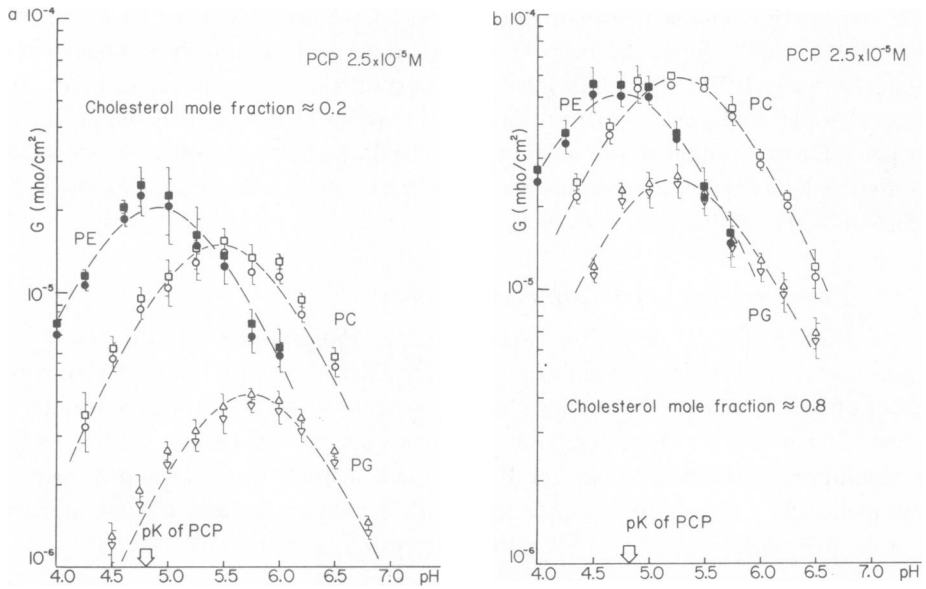 a
10⁻⁴
PCP 2.5x10⁻⁵M
Cholesterol mole fraction ≈ 0.2
G (mho/cm²)
PE
10⁻⁵
PC
PG
pK of PCP
10⁻⁶
4.0 4.5 5.0 5.5 6.0 6.5 7.0 pH
b
10⁻⁴
PCP 2.5x10⁻⁵M
PE
PC
G (mho/cm²)
10⁻⁵
PG
Cholesterol mole fraction ≈ 0.8
pK of PCP
10⁻⁶
4.0 4.5 5.0 5.5 6.0 6.5 7.0 pH